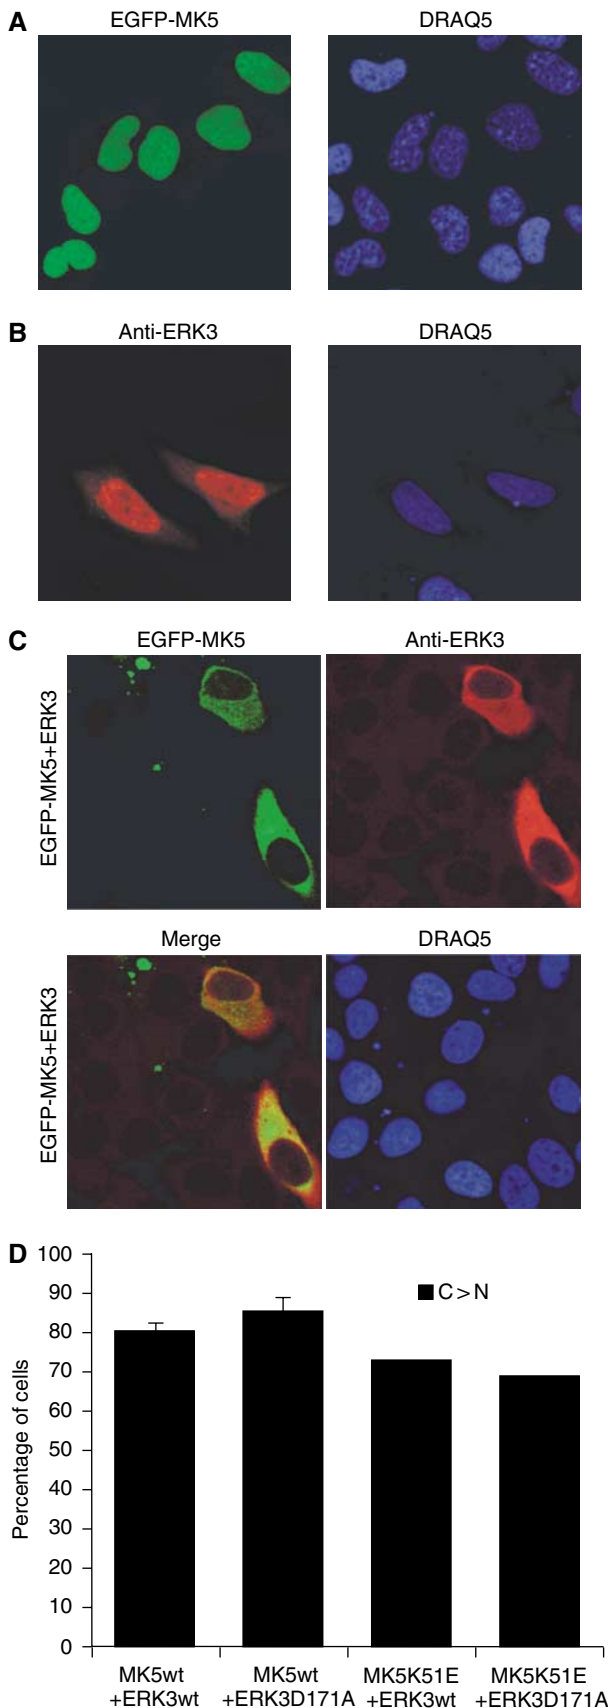 A
EGFP-MK5
DRAQ5
B
Anti-ERK3
DRAQ5
C
EGFP-MK5
Anti-ERK3
EGFP-MK5+ERK3
Merge
DRAQ5
EGFP-MK5+ERK3
D
100
90
80
70
60
50
40
30
20
10
0
Percentage of cells
C > N
MK5wt
+ERK3wt
MK5wt
+ERK3D171A
MK5K51E
+ERK3wt
MK5K51E
+ERK3D171A